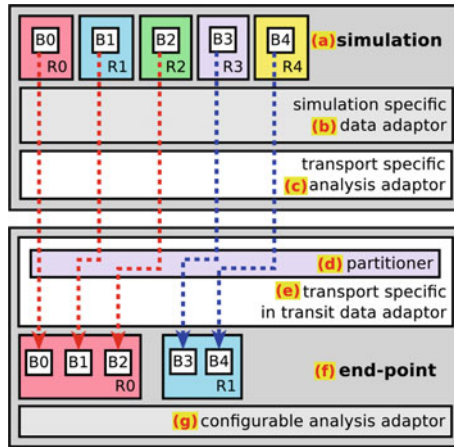 B0 B1 B2 B3 B4 (a) simulation
R0 R1 R2 R3 R4
simulation specific
(b) data adaptor
transport specific
(c) analysis adaptor
(d) partitioner
(e) transport specific
in transit data adaptor
B0 B1 B2 B3 B4
R0 R1
(f) end-point
(g) configurable analysis adaptor